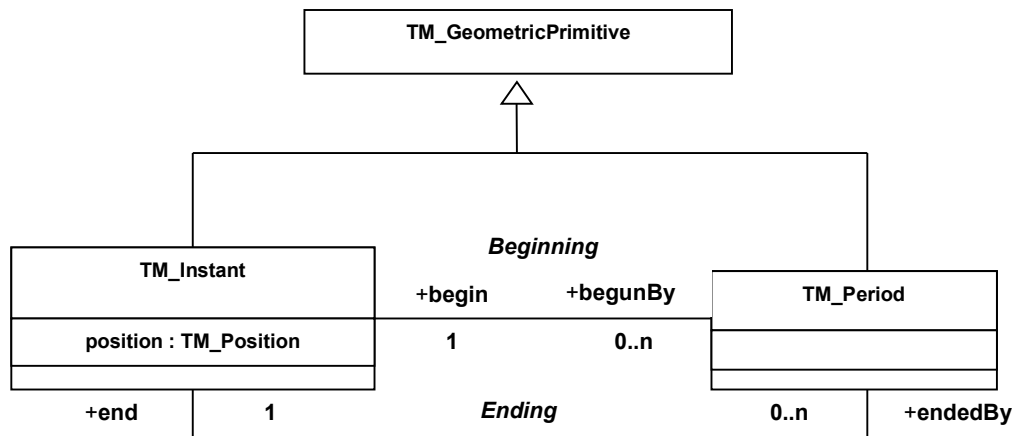 TM_GeometricPrimitive
Beginning
TM_Instant
+begin
+begunBy
TM_Period
position : TM_Position
1
0..n
+end
1
Ending
0..n
+endedBy